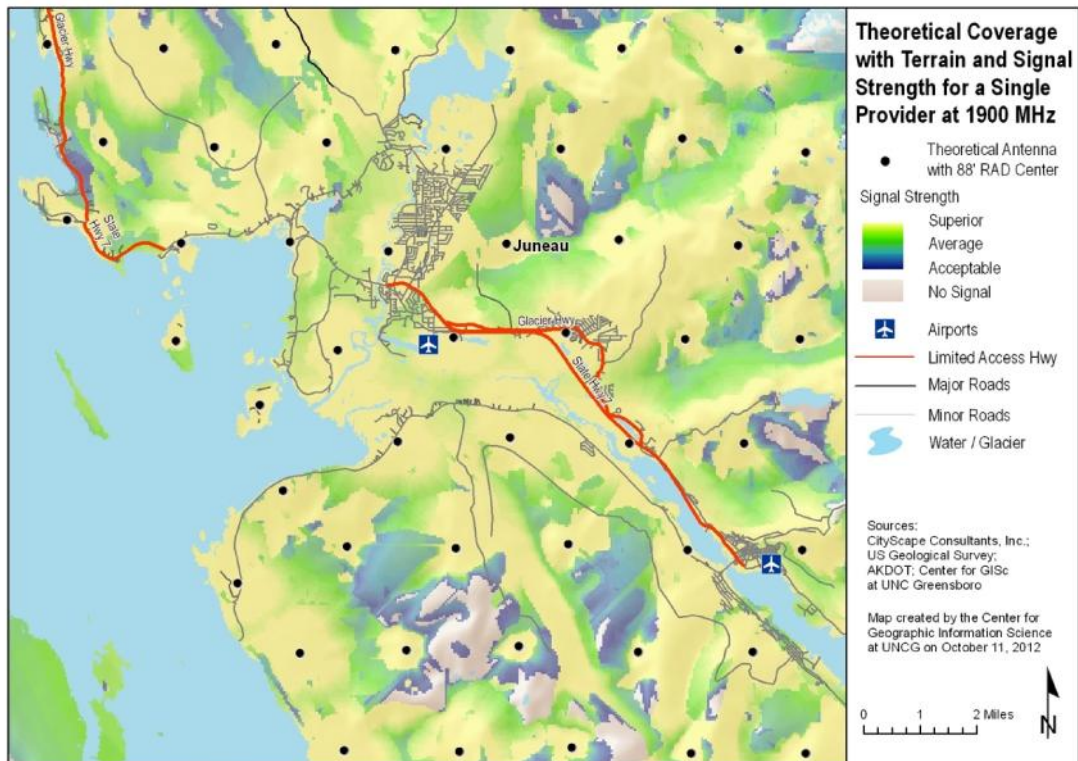 Theoretical Coverage
with Terrain and Signal
Strength for a Single
Provider at 1900 MHz
Theoretical Antenna
with 88' RAD Center
Signal Strength
Superior
Average
Acceptable
No Signal
Airports
Limited Access Hwy
Major Roads
Minor Roads
Water / Glacier
Sources:
CityScape Consultants, Inc.;
US Geological Survey;
AKDOT; Center for GISc
at UNC Greensboro
Map created by the Center for
Geographic Information Science
at UNCG on October 11, 2012
0 1 2 Miles
N
Glacier Hwy
State
Hwy 7
Juneau
Glacier Hwy
State Hwy 7